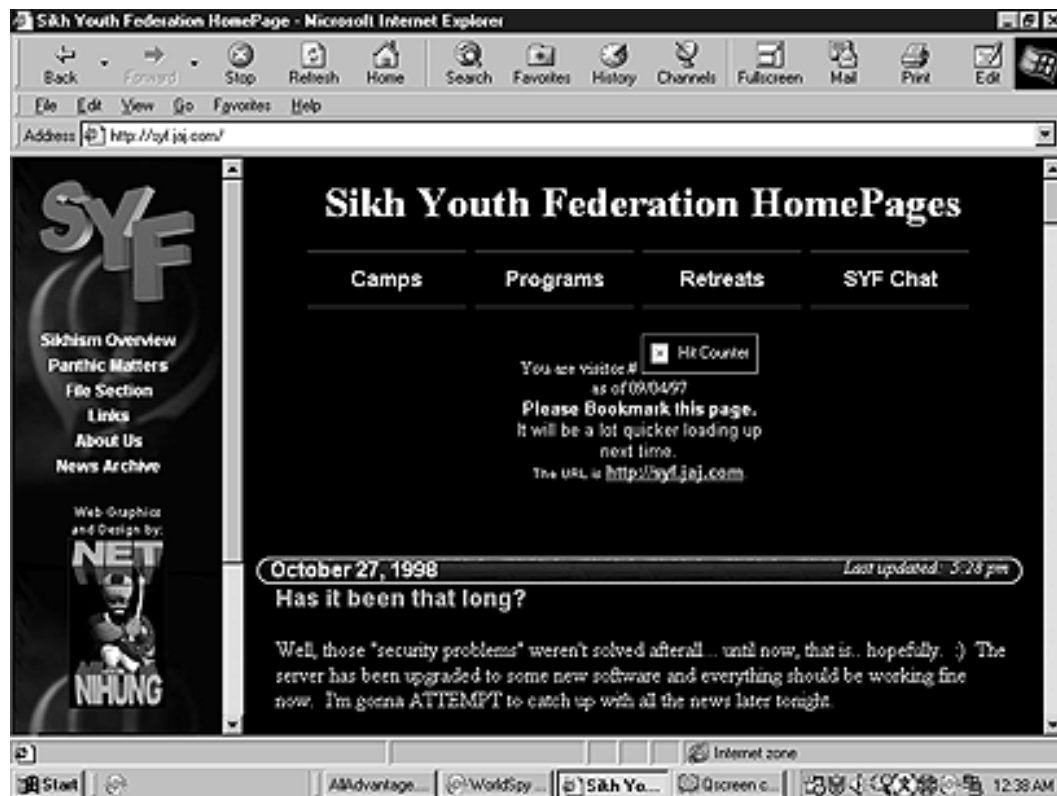 Sikh Youth Federation HomePage - Microsoft Internet Explorer
Back Forward Stop Refresh Home Search Favorites History Channels Fullscreen Mail Print Edit
File Edit View Go Favorites Help
Address http://syf.jaj.com/
SYF
Sikhism Overview
Panthic Matters
File Section
Links
About Us
News Archive
Web Graphics
and Design by:
NET
NIHUNG
Sikh Youth Federation HomePages
Camps Programs Retreats SYF Chat
You are visitor # Hit Counter
as of 09/04/97
Please Bookmark this page.
It will be a lot quicker loading up
next time.
The URL is http://syf.jaj.com.
October 27, 1998 Last updated: 5:28 pm
Has it been that long?
Well, those "security problems" weren't solved afterall... until now, that is.. hopefully. :) The
server has been upgraded to some new software and everything should be working fine
now. I'm gonna ATTEMPT to catch up with all the news later tonight.
Internet zone
Start AllAdvantage.... WorldSpy ... Sikh Yo... Qscreen c... 12:38 AM